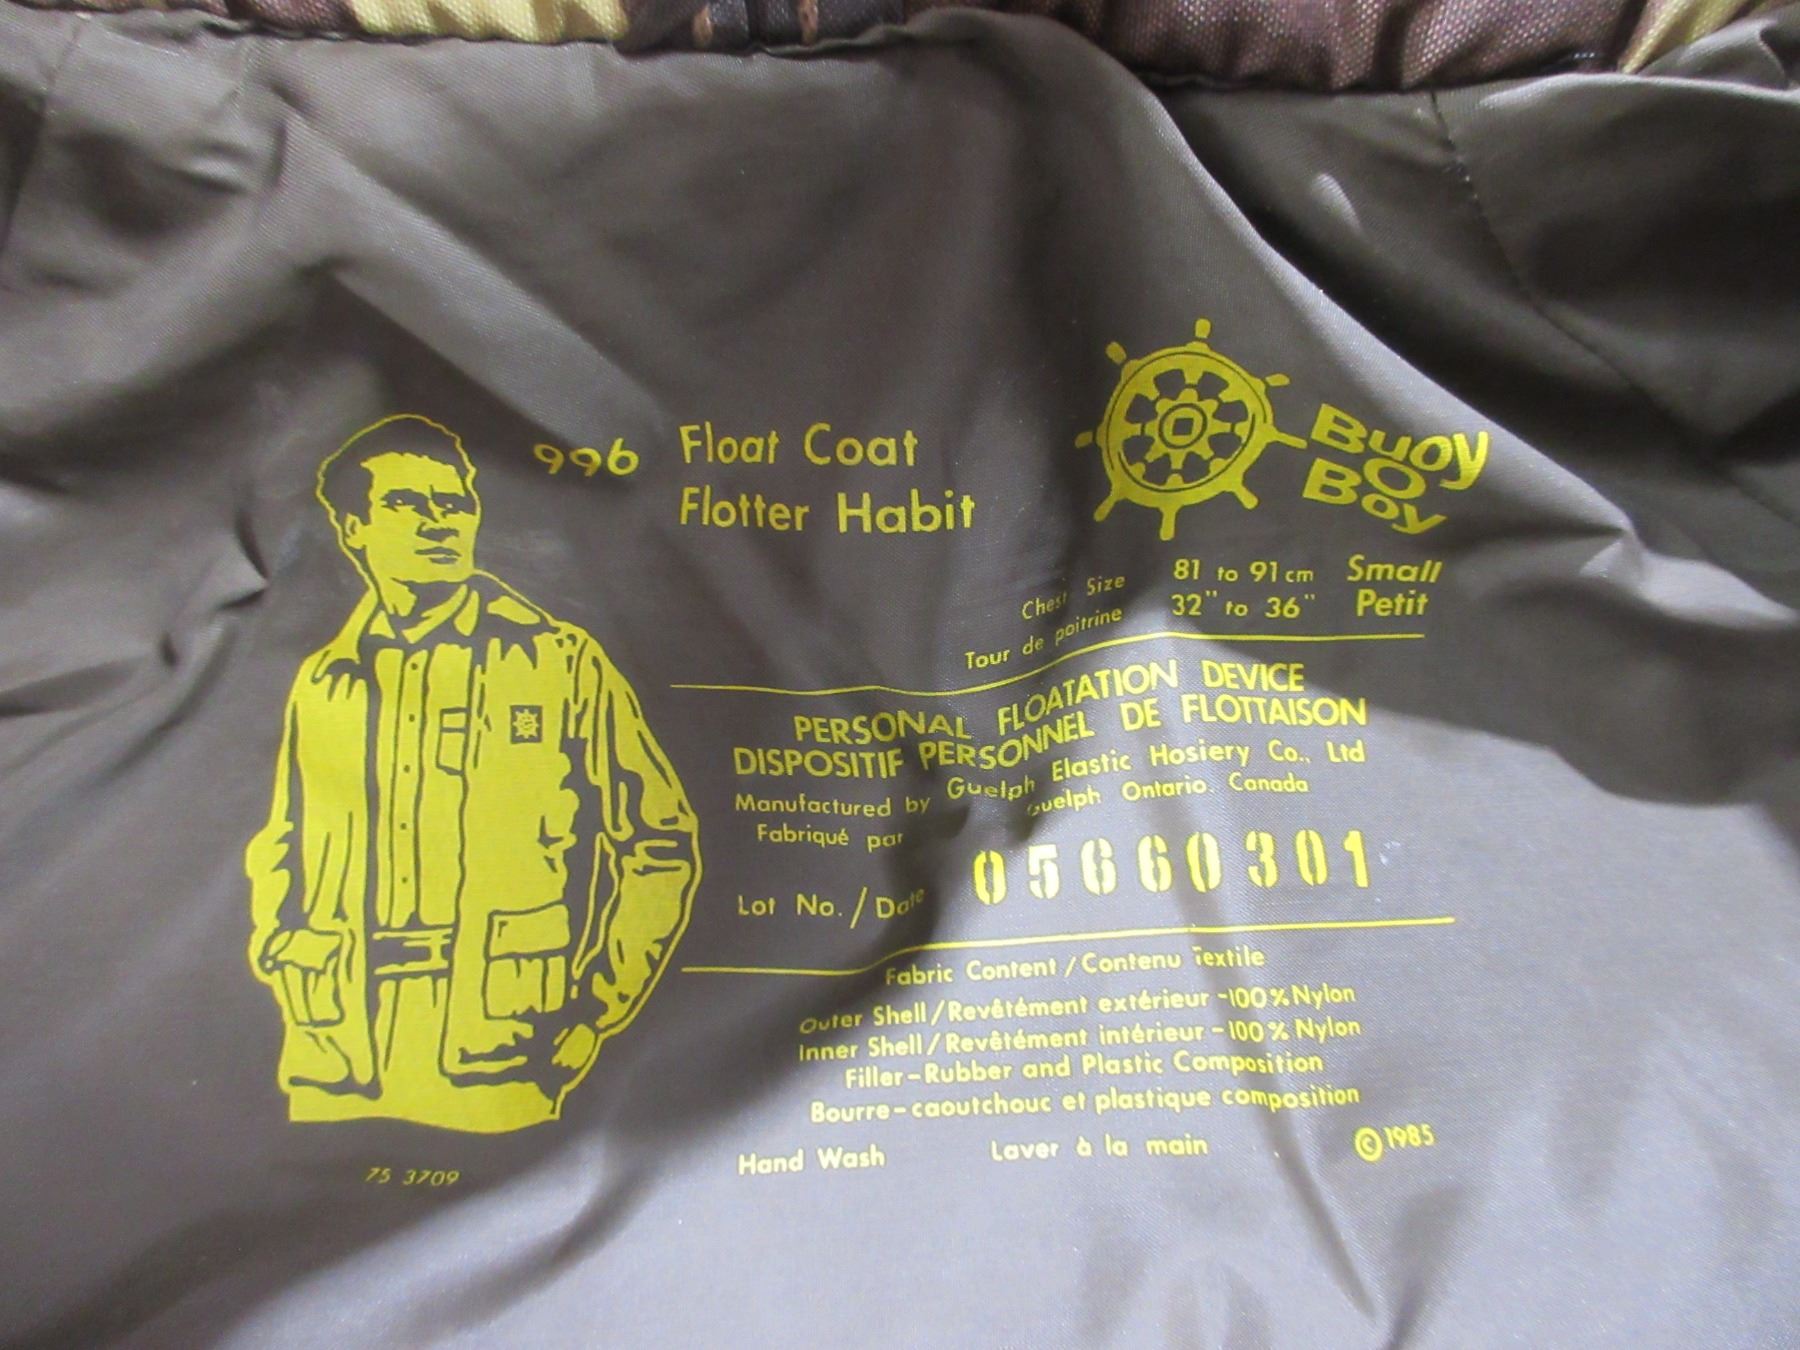 996 Float Coat
Flotter Habit
Buoy
O
Boy
Chest Size 81 to 91 cm Small
Tour de poitrine 32" to 36" Petit
PERSONAL FLOATATION DEVICE
DISPOSITIF PERSONNEL DE FLOTTAISON
Manufactured by Guelph Elastic Hosiery Co., Ltd
Fabriqué par Guelph Ontario. Canada
Lot No./Date 05660301
Fabric Content/Contenu Textile
Outer Shell/Revêtément extérieur -100% Nylon
Inner Shell/Revêtément intérieur -100% Nylon
Filler-Rubber and Plastic Composition
Bourre-caoutchouc et plastique composition
Hand Wash Laver à la main © 1985
75 3709